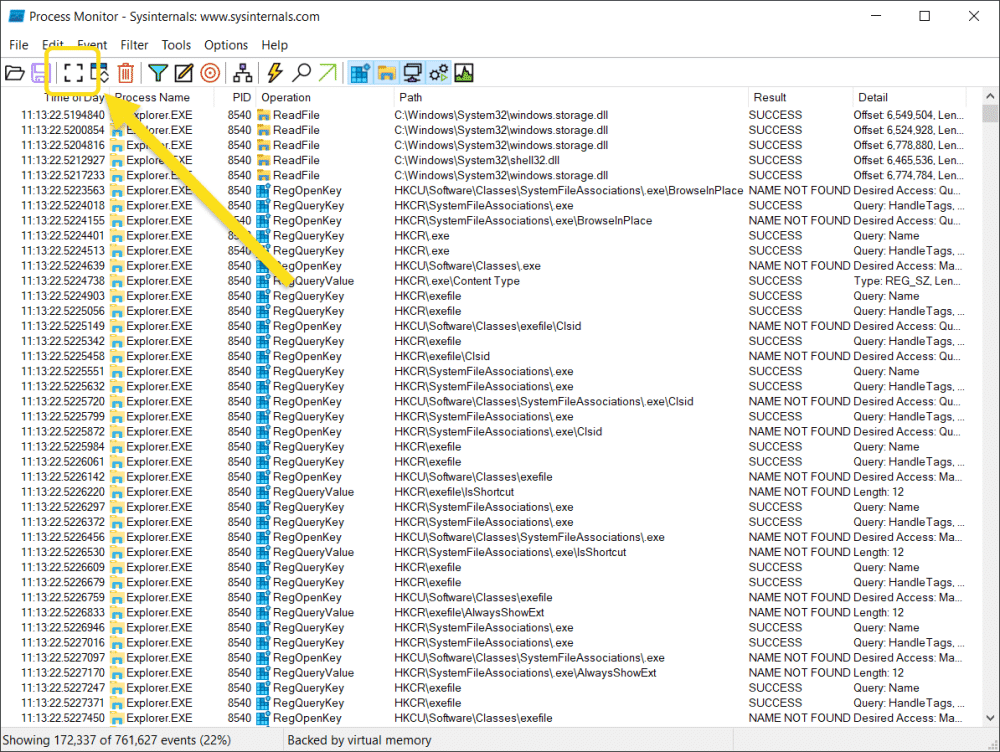 Process Monitor - Sysinternals: www.sysinternals.com
File Edit Event Filter Tools Options Help
Time of Day Process Name PID Operation Path Result Detail
11:13:22.5194840 Explorer.EXE 8540 ReadFile C:\Windows\System32\windows.storage.dll SUCCESS Offset: 6,549,504, Len...
11:13:22.5200854 Explorer.EXE 8540 ReadFile C:\Windows\System32\windows.storage.dll SUCCESS Offset: 6,524,928, Len...
11:13:22.5204816 Explorer.EXE 8540 ReadFile C:\Windows\System32\windows.storage.dll SUCCESS Offset: 6,778,880, Len...
11:13:22.5212927 Explorer.EXE 8540 ReadFile C:\Windows\System32\shell32.dll SUCCESS Offset: 6,465,536, Len...
11:13:22.5217233 Explorer.EXE 8540 ReadFile C:\Windows\System32\windows.storage.dll SUCCESS Offset: 6,774,784, Len...
11:13:22.5223563 Explorer.EXE 8540 RegOpenKey HKCU\Software\Classes\SystemFileAssociations\.exe\BrowseInPlace NAME NOT FOUND Desired Access: Qu...
11:13:22.5224018 Explorer.EXE 8540 RegQueryKey HKCR\SystemFileAssociations\.exe SUCCESS Query: HandleTags, ...
11:13:22.5224155 Explorer.EXE 8540 RegOpenKey HKCR\SystemFileAssociations\.exe\BrowseInPlace NAME NOT FOUND Desired Access: Qu...
11:13:22.5224401 Explorer.EXE 8540 RegQueryKey HKCR\.exe SUCCESS Query: Name
11:13:22.5224513 Explorer.EXE 8540 RegQueryKey HKCR\.exe SUCCESS Query: HandleTags, ...
11:13:22.5224639 Explorer.EXE 8540 RegOpenKey HKCU\Software\Classes\.exe NAME NOT FOUND Desired Access: Ma...
11:13:22.5224738 Explorer.EXE 8540 RegQueryValue HKCR\.exe\Content Type SUCCESS Type: REG_SZ, Len...
11:13:22.5224903 Explorer.EXE 8540 RegQueryKey HKCR\exefile SUCCESS Query: Name
11:13:22.5225056 Explorer.EXE 8540 RegQueryKey HKCR\exefile SUCCESS Query: HandleTags, ...
11:13:22.5225149 Explorer.EXE 8540 RegOpenKey HKCU\Software\Classes\exefile\Clsid NAME NOT FOUND Desired Access: Qu...
11:13:22.5225342 Explorer.EXE 8540 RegQueryKey HKCR\exefile SUCCESS Query: HandleTags, ...
11:13:22.5225458 Explorer.EXE 8540 RegOpenKey HKCR\exefile\Clsid NAME NOT FOUND Desired Access: Qu...
11:13:22.5225551 Explorer.EXE 8540 RegQueryKey HKCR\SystemFileAssociations\.exe SUCCESS Query: Name
11:13:22.5225632 Explorer.EXE 8540 RegQueryKey HKCR\SystemFileAssociations\.exe SUCCESS Query: HandleTags, ...
11:13:22.5225720 Explorer.EXE 8540 RegOpenKey HKCU\Software\Classes\SystemFileAssociations\.exe\Clsid NAME NOT FOUND Desired Access: Qu...
11:13:22.5225799 Explorer.EXE 8540 RegQueryKey HKCR\SystemFileAssociations\.exe SUCCESS Query: HandleTags, ...
11:13:22.5225872 Explorer.EXE 8540 RegOpenKey HKCR\SystemFileAssociations\.exe\Clsid NAME NOT FOUND Desired Access: Qu...
11:13:22.5225984 Explorer.EXE 8540 RegQueryKey HKCR\exefile SUCCESS Query: Name
11:13:22.5226061 Explorer.EXE 8540 RegQueryKey HKCR\exefile SUCCESS Query: HandleTags, ...
11:13:22.5226142 Explorer.EXE 8540 RegOpenKey HKCU\Software\Classes\exefile NAME NOT FOUND Desired Access: Ma...
11:13:22.5226220 Explorer.EXE 8540 RegQueryValue HKCR\exefile\IsShortcut NAME NOT FOUND Length: 12
11:13:22.5226297 Explorer.EXE 8540 RegQueryKey HKCR\SystemFileAssociations\.exe SUCCESS Query: Name
11:13:22.5226372 Explorer.EXE 8540 RegQueryKey HKCR\SystemFileAssociations\.exe SUCCESS Query: HandleTags, ...
11:13:22.5226456 Explorer.EXE 8540 RegOpenKey HKCU\Software\Classes\SystemFileAssociations\.exe NAME NOT FOUND Desired Access: Ma...
11:13:22.5226530 Explorer.EXE 8540 RegQueryValue HKCR\SystemFileAssociations\.exe\IsShortcut NAME NOT FOUND Length: 12
11:13:22.5226609 Explorer.EXE 8540 RegQueryKey HKCR\exefile SUCCESS Query: Name
11:13:22.5226679 Explorer.EXE 8540 RegQueryKey HKCR\exefile SUCCESS Query: HandleTags, ...
11:13:22.5226759 Explorer.EXE 8540 RegOpenKey HKCU\Software\Classes\exefile NAME NOT FOUND Desired Access: Ma...
11:13:22.5226833 Explorer.EXE 8540 RegQueryValue HKCR\exefile\AlwaysShowExt NAME NOT FOUND Length: 12
11:13:22.5226946 Explorer.EXE 8540 RegQueryKey HKCR\SystemFileAssociations\.exe SUCCESS Query: Name
11:13:22.5227016 Explorer.EXE 8540 RegQueryKey HKCR\SystemFileAssociations\.exe SUCCESS Query: HandleTags, ...
11:13:22.5227097 Explorer.EXE 8540 RegOpenKey HKCU\Software\Classes\SystemFileAssociations\.exe NAME NOT FOUND Desired Access: Ma...
11:13:22.5227170 Explorer.EXE 8540 RegQueryValue HKCR\SystemFileAssociations\.exe\AlwaysShowExt NAME NOT FOUND Length: 12
11:13:22.5227247 Explorer.EXE 8540 RegQueryKey HKCR\exefile SUCCESS Query: Name
11:13:22.5227371 Explorer.EXE 8540 RegQueryKey HKCR\exefile SUCCESS Query: HandleTags, ...
11:13:22.5227450 Explorer.EXE 8540 RegOpenKey HKCU\Software\Classes\exefile NAME NOT FOUND Desired Access: Ma...
Showing 172,337 of 761,627 events (22%) Backed by virtual memory